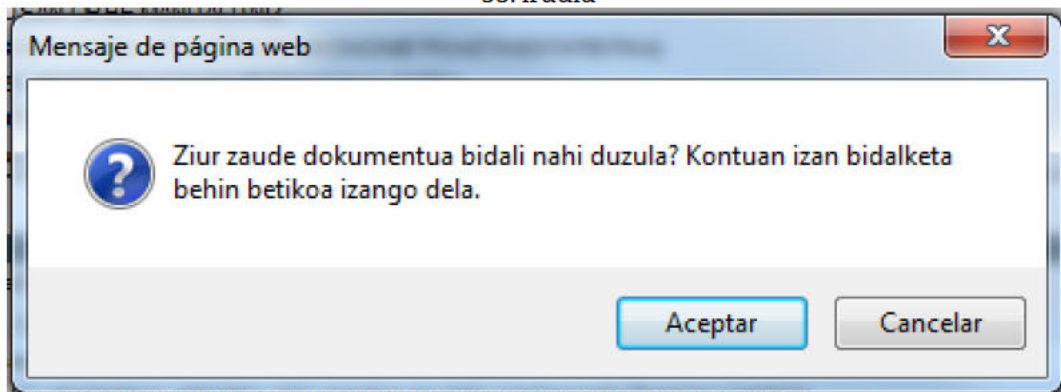 Mensaje de página web
Ziur zaude dokumentua bidali nahi duzula? Kontuan izan bidalketa
behin betikoa izango dela.
Aceptar Cancelar